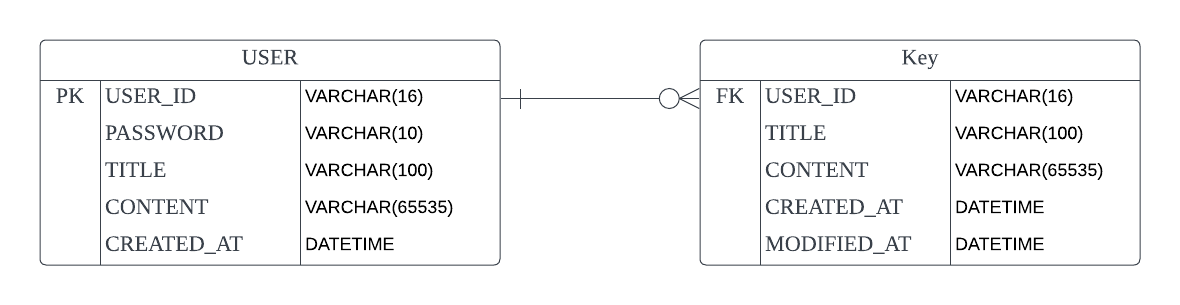 USER
PK USER_ID VARCHAR(16)
PASSWORD VARCHAR(10)
TITLE VARCHAR(100)
CONTENT VARCHAR(65535)
CREATED_AT DATETIME
Key
FK USER_ID VARCHAR(16)
TITLE VARCHAR(100)
CONTENT VARCHAR(65535)
CREATED_AT DATETIME
MODIFIED_AT DATETIME